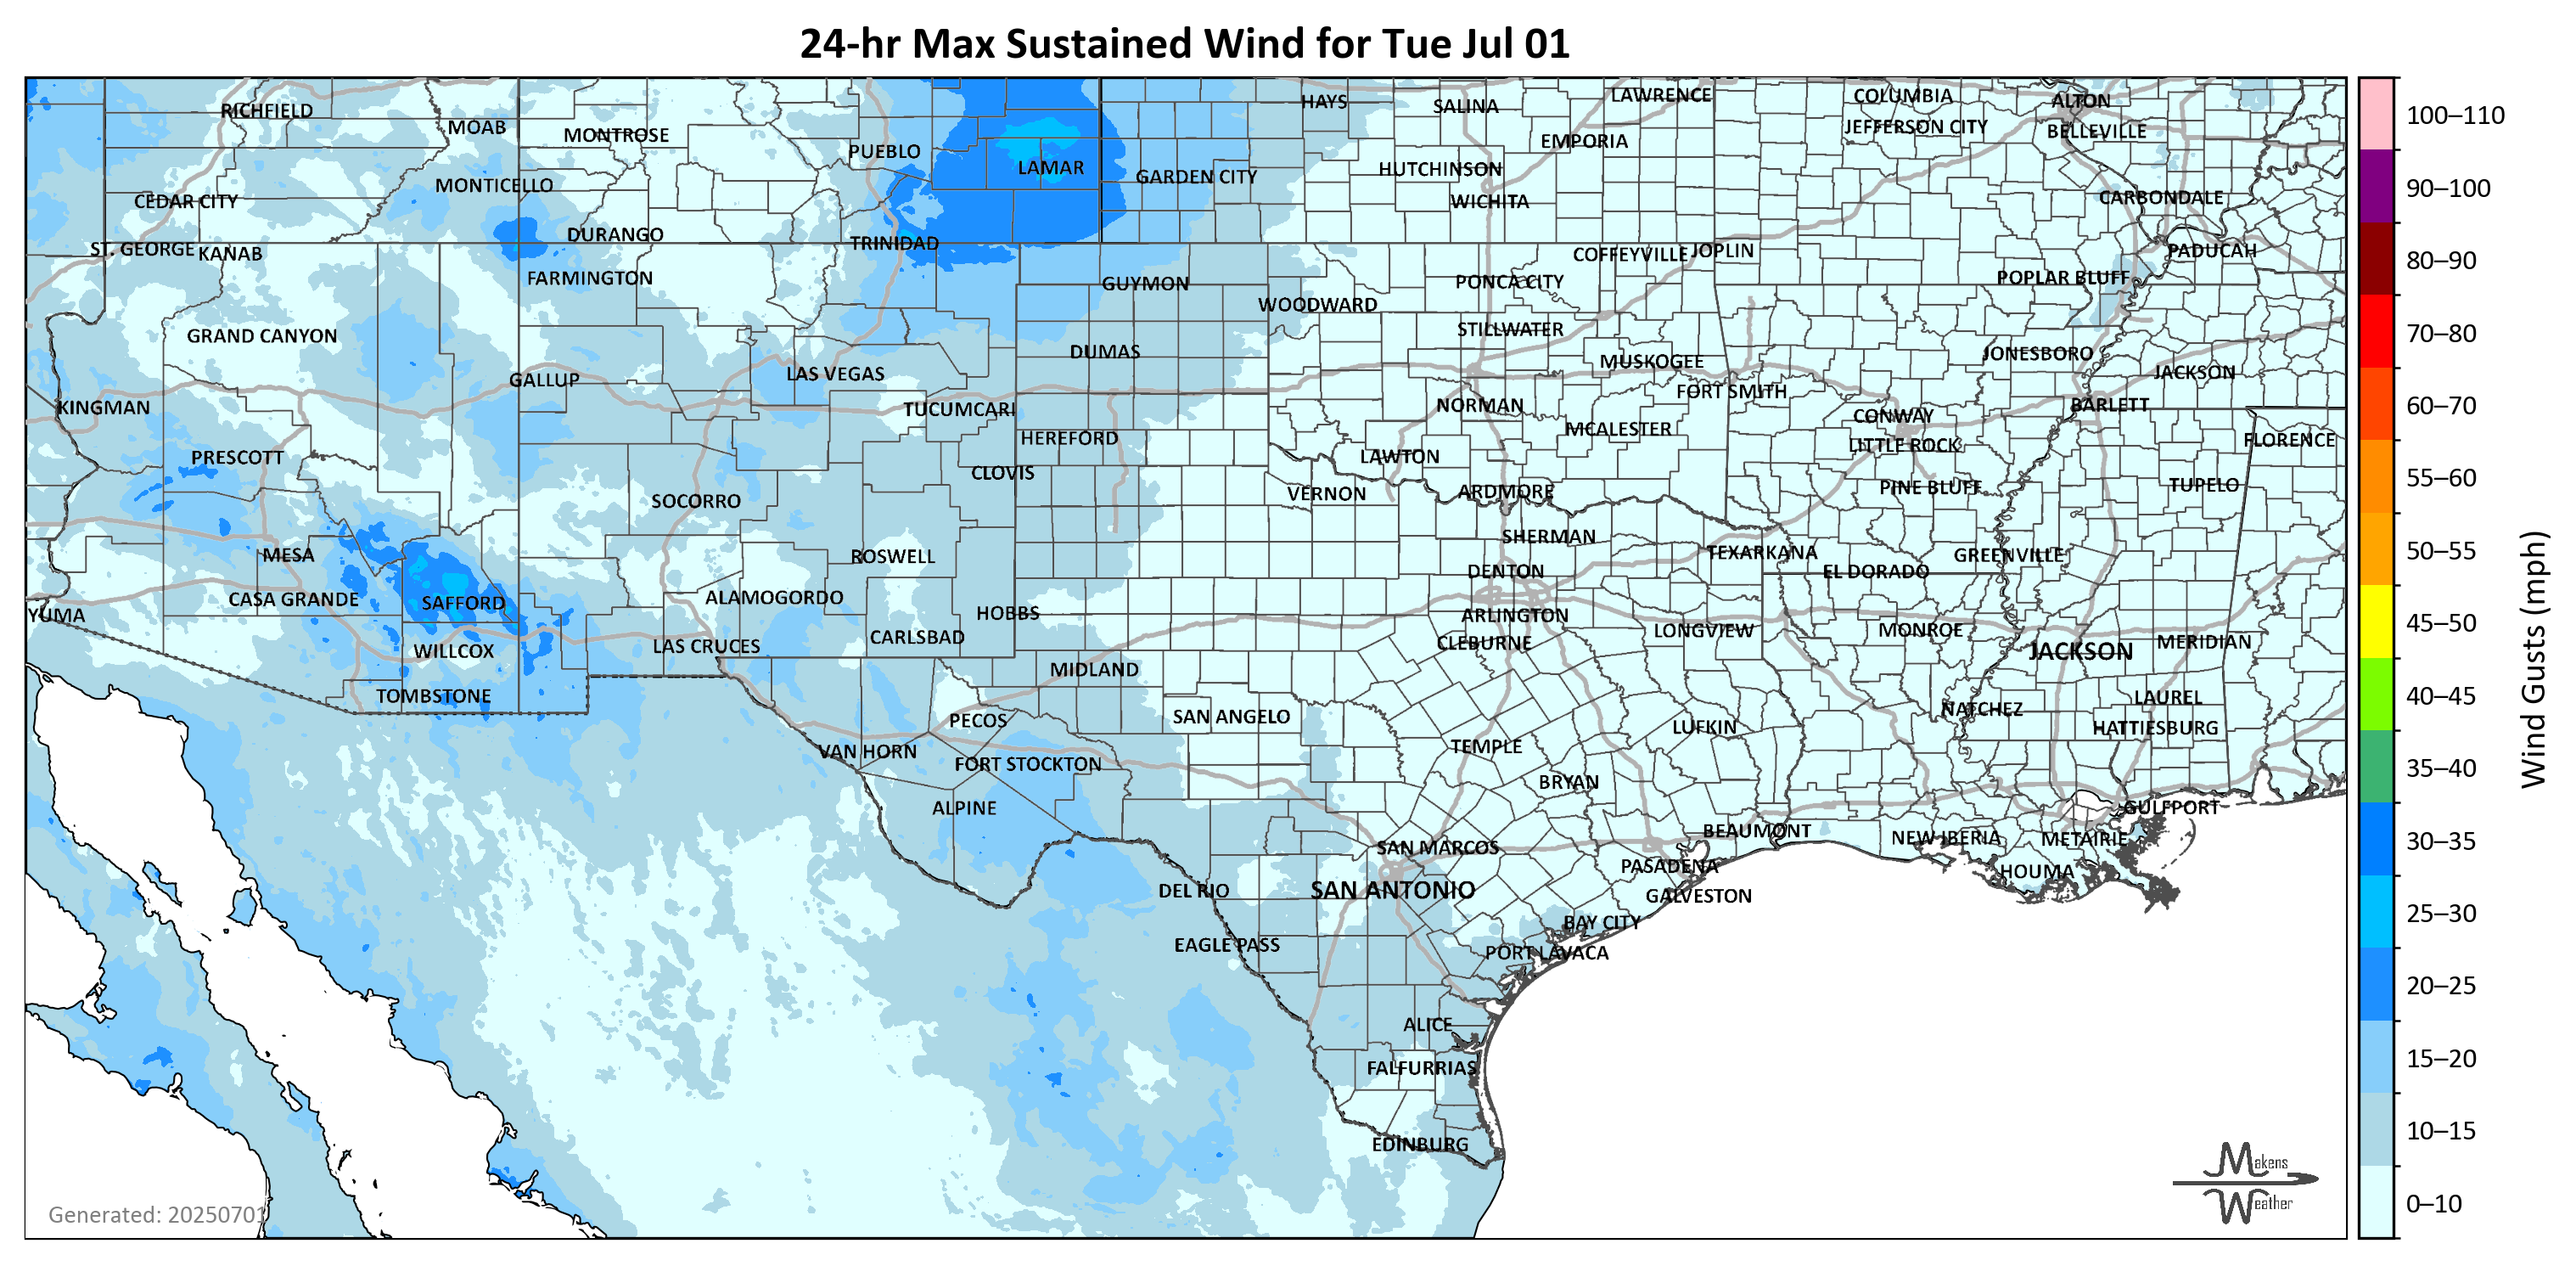 24-hr Max Sustained Wind for Tue Jul 01
RICHFIELD
MOAB
MONTROSE
PUEBLO
LAMAR
HAYS
SALINA
LAWRENCE
COLUMBIA
ALTON
JEFFERSON CITY
BELLEVILLE
EMPORIA
HUTCHINSON
GARDEN CITY
MONTICELLO
CEDAR CITY
WICHITA
CARBONDALE
DURANGO
TRINIDAD
ST. GEORGE
KANAB
COFFEYVILLE
JOPLIN
PADUCAH
FARMINGTON
GUYMON
PONCA CITY
POPLAR BLUFF
WOODWARD
GRAND CANYON
STILLWATER
DUMAS
MUSKOGEE
JONESBORO
JACKSON
LAS VEGAS
GALLUP
FORT SMITH
KINGMAN
TUCUMCARI
NORMAN
CONWAY
BARLETT
MCALESTER
HEREFORD
LITTLE ROCK
FLORENCE
PRESCOTT
LAWTON
CLOVIS
PINE BLUFF
TUPELO
SOCORRO
VERNON
ARDMORE
SHERMAN
MESA
ROSWELL
TEXARKANA
GREENVILLE
DENTON
EL DORADO
CASA GRANDE
SAFFORD
ALAMOGORDO
HOBBS
ARLINGTON
YUMA
CARLSBAD
CLEBURNE
LONGVIEW
MONROE
WILLCOX
LAS CRUCES
JACKSON
MERIDIAN
MIDLAND
TOMBSTONE
LAUREL
PECOS
SAN ANGELO
NATCHEZ
LUFKIN
HATTIESBURG
VAN HORN
FORT STOCKTON
TEMPLE
BRYAN
ALPINE
GULFPORT
BEAUMONT
NEW IBERIA
METAIRIE
SAN MARCOS
PASADENA
HOUMA
DEL RIO
SAN ANTONIO
GALVESTON
BAY CITY
EAGLE PASS
PORT LAVACA
ALICE
FALFURRIAS
EDINBURG
Generated: 20250701
Makens
Weather
100–110
90–100
80–90
70–80
60–70
55–60
50–55
45–50
40–45
35–40
30–35
25–30
20–25
15–20
10–15
0–10
Wind Gusts (mph)